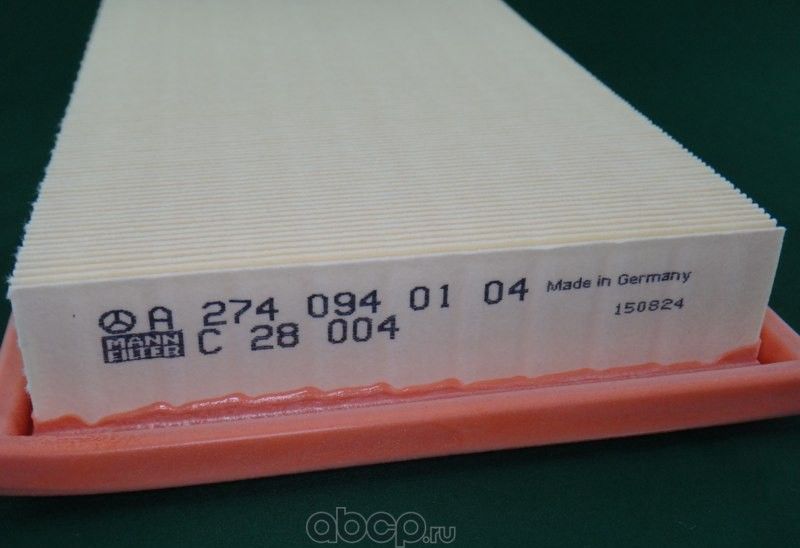 A 274 094 01 04 Made in Germany
MANN FILTER C 28 004 150824
abcp.ru